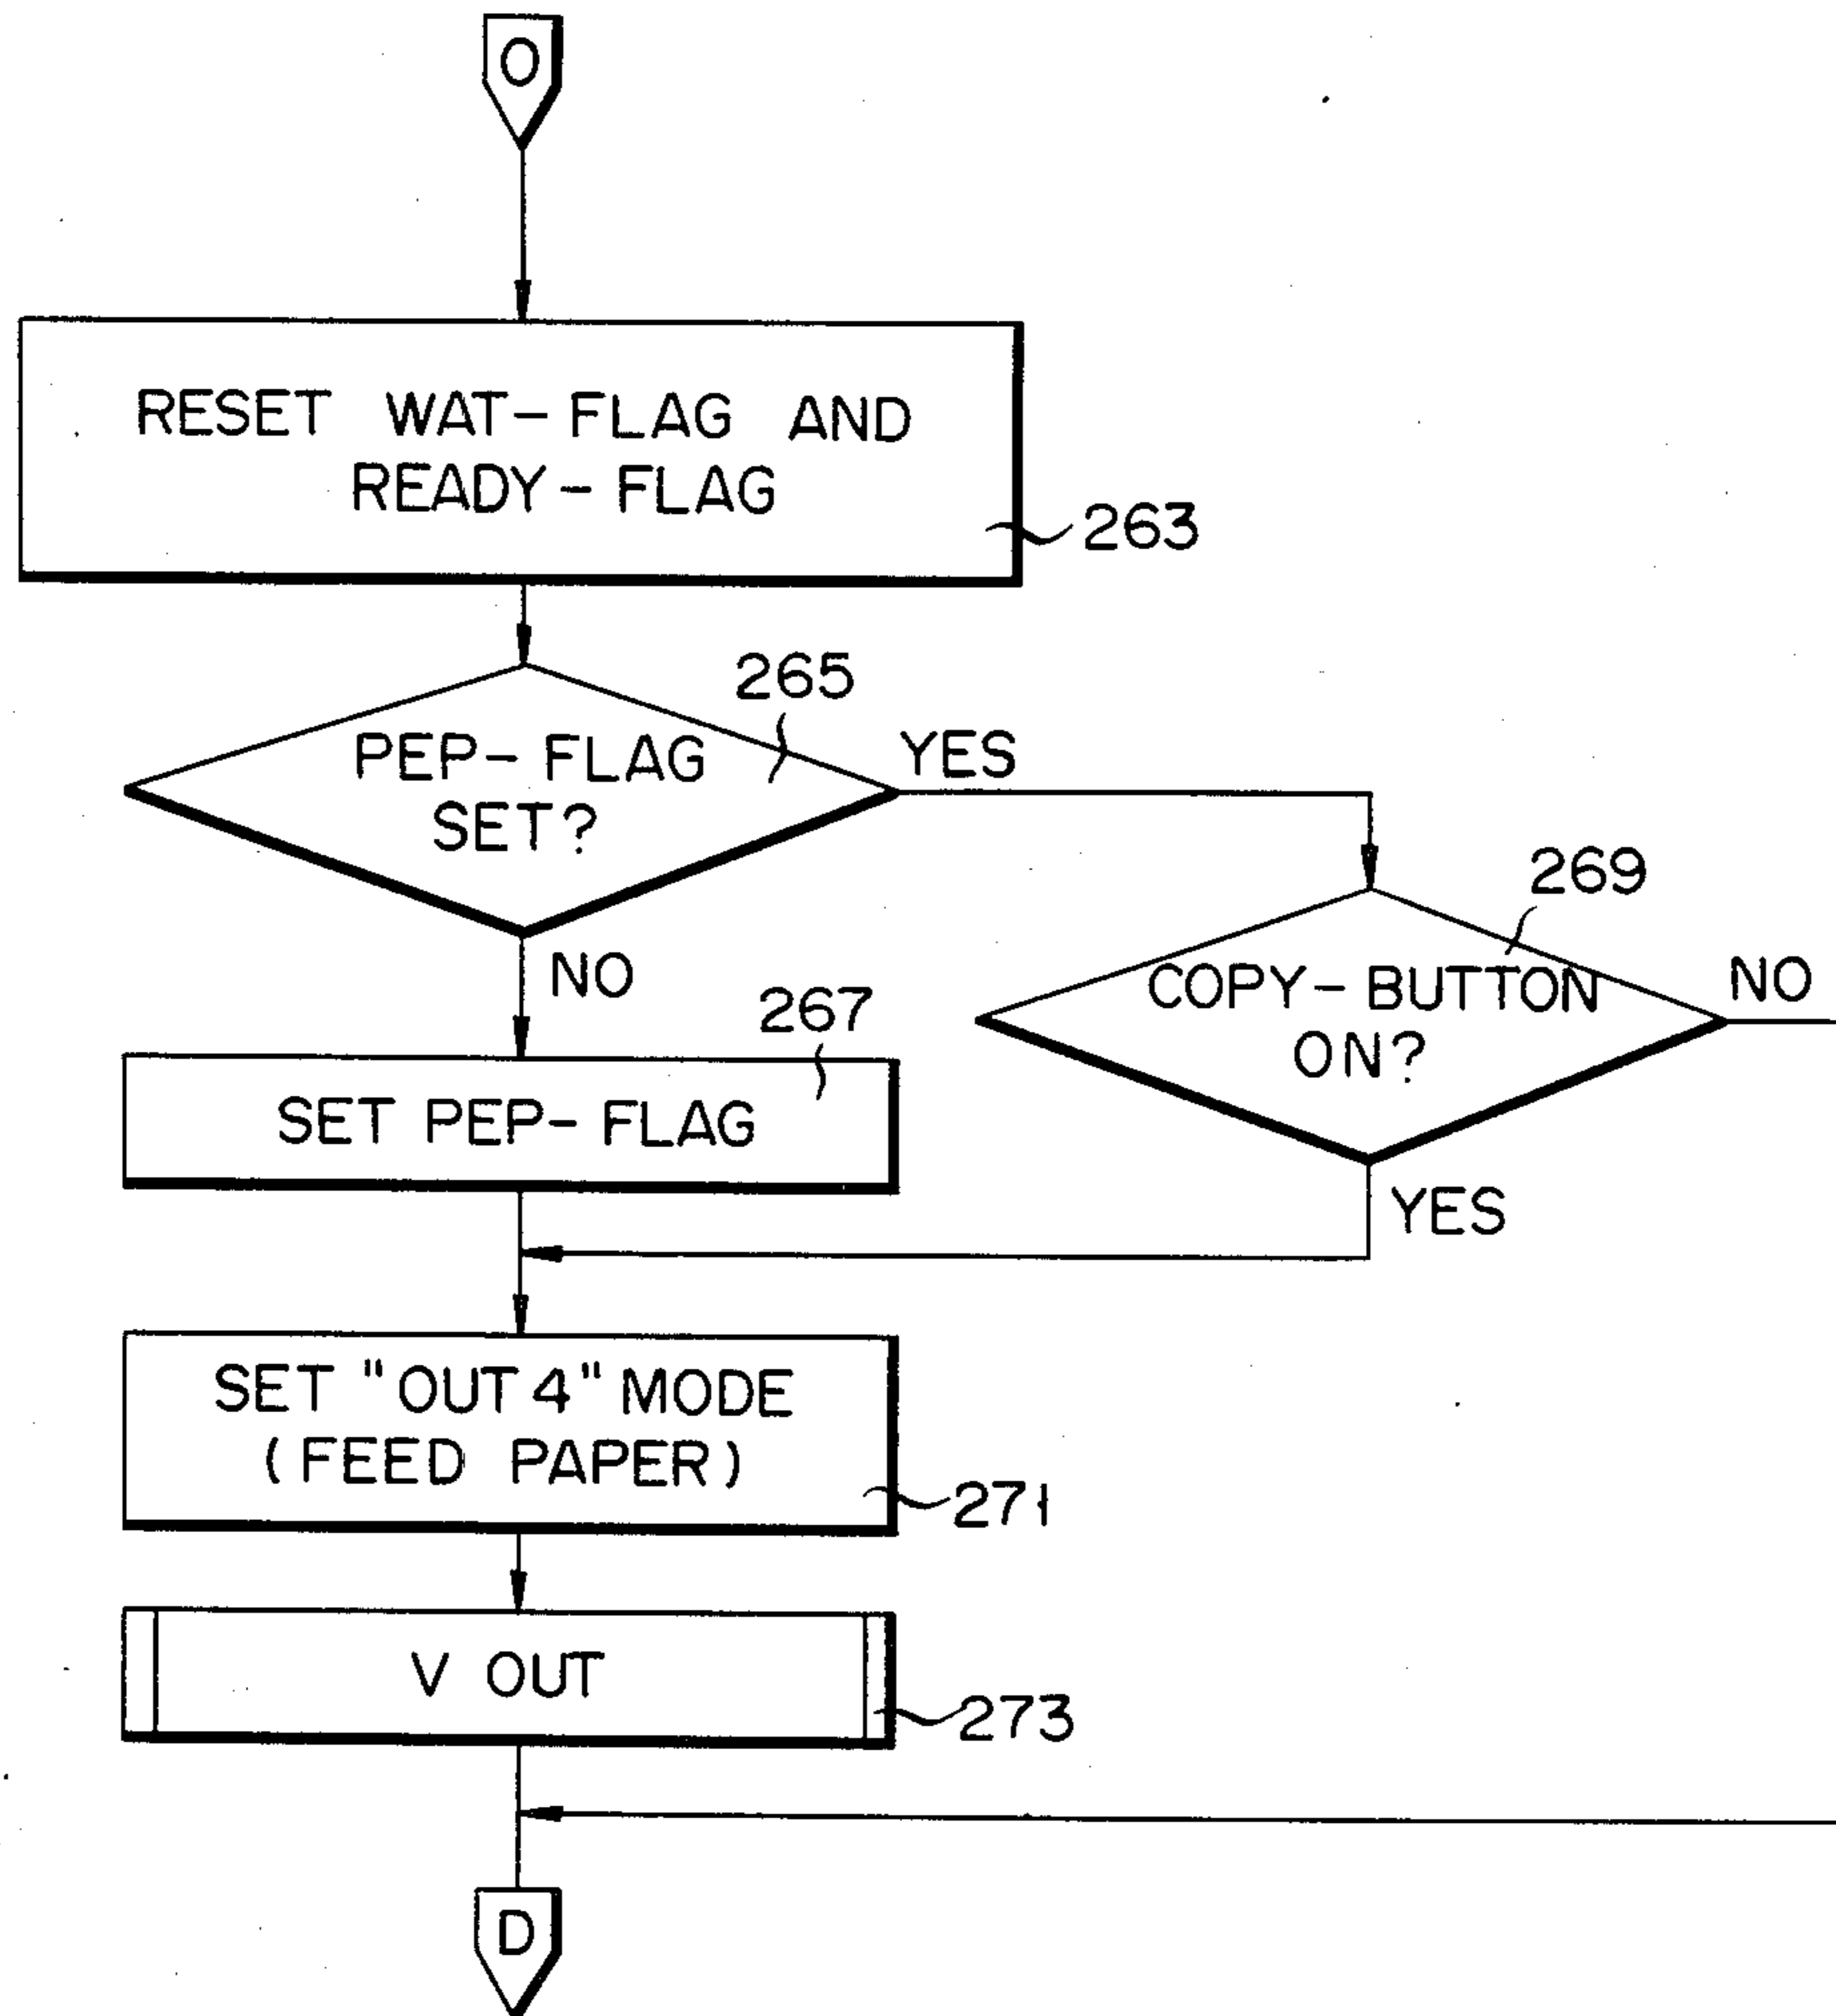 O
RESET WAT-FLAG AND
READY-FLAG
263
265
PEP-FLAG
SET?
YES
NO
269
COPY-BUTTON
ON?
NO
YES
267
SET PEP-FLAG
SET "OUT 4" MODE
(FEED PAPER)
271
V OUT
273
D